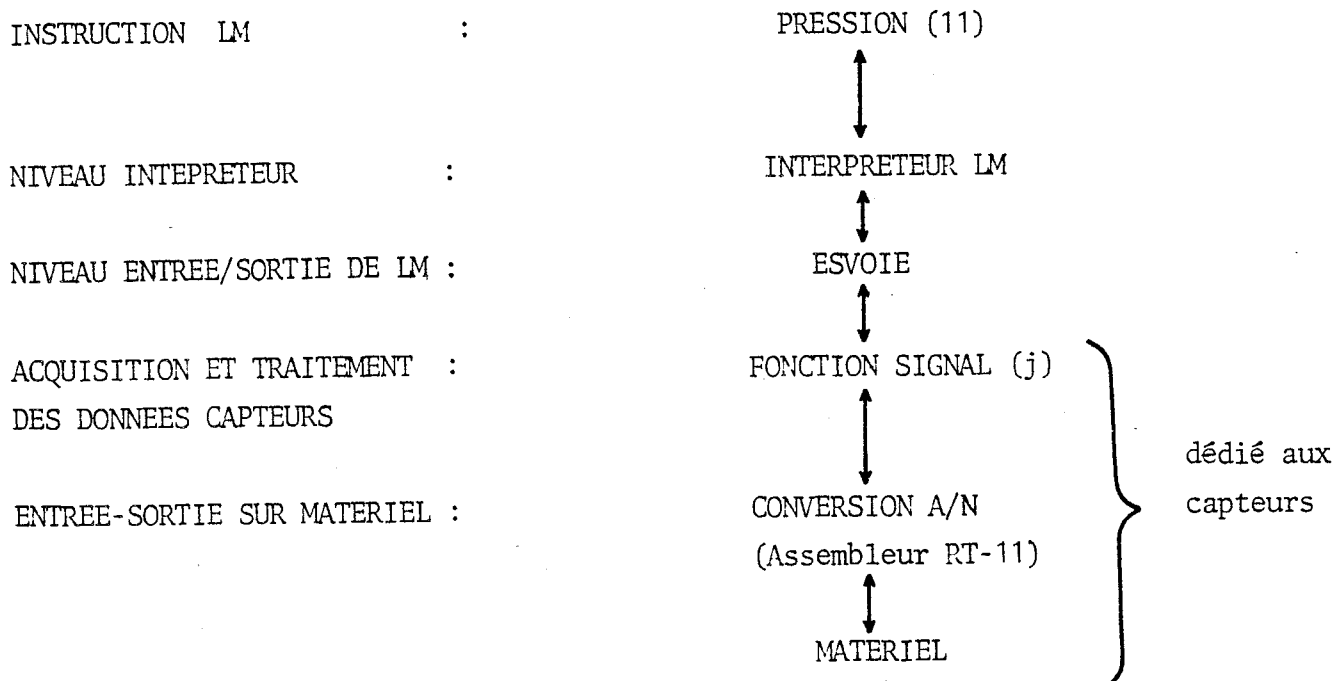 INSTRUCTION LM : PRESSION (11)
NIVEAU INTEPRETEUR : INTERPRETEUR LM
NIVEAU ENTREE/SORTIE DE LM : ESVOIE
ACQUISITION ET TRAITEMENT : FONCTION SIGNAL (j)
DES DONNEES CAPTEURS
dédié aux
ENTREE-SORTIE SUR MATERIEL : CONVERSION A/N capteurs
(Assembleur RT-11)
MATERIEL